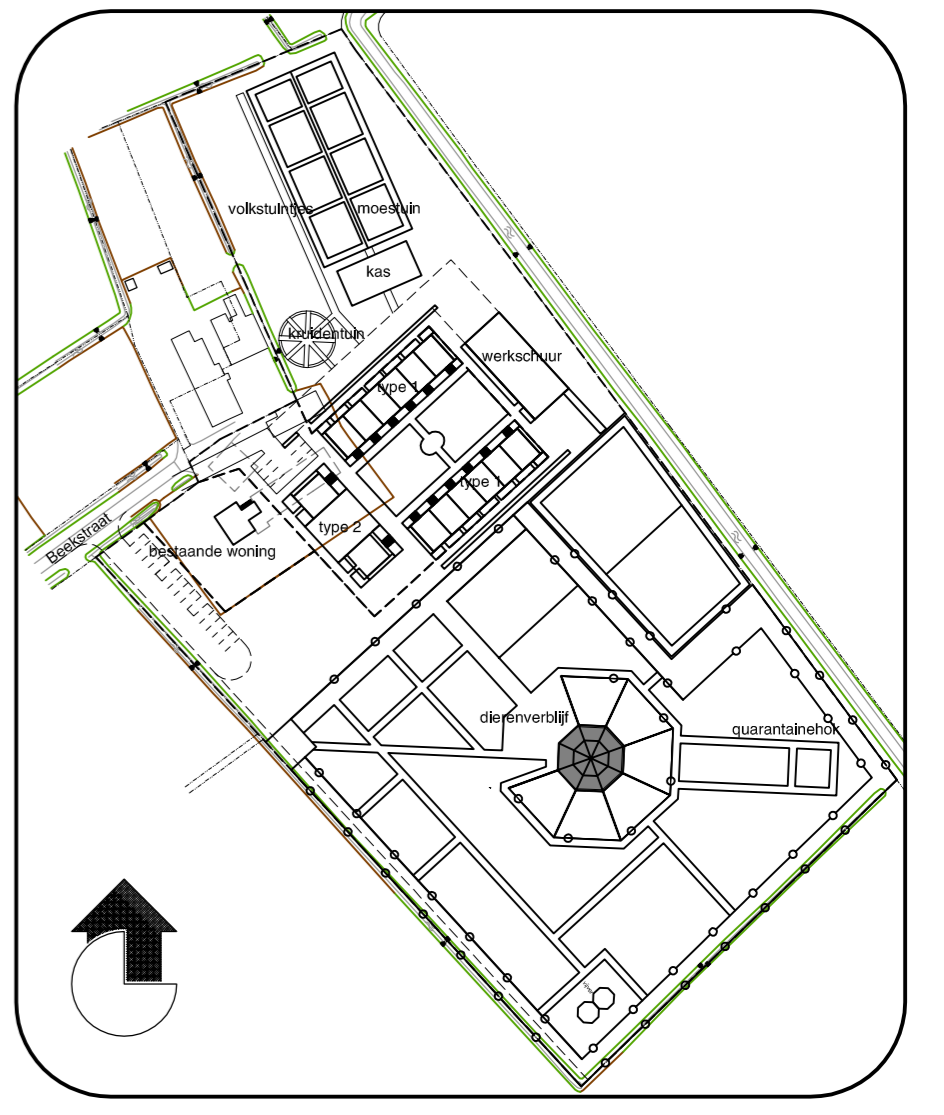 volkstuintjes
moestuin
kas
kruidentuin
werkschuur
type 1
type 1
type 2
Beekstraat
bestaande woning
dierenverblijf
quarantainehok